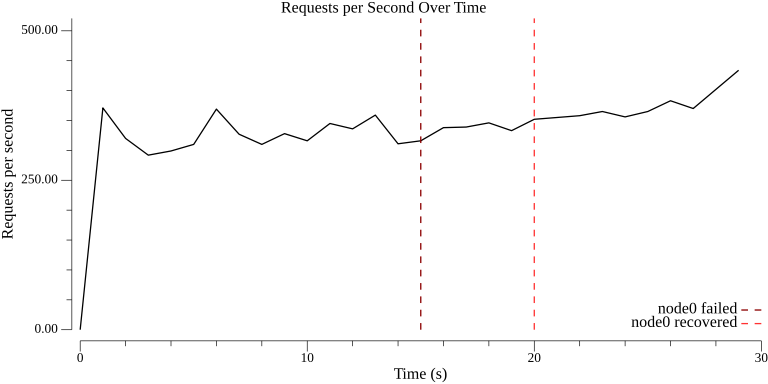 Requests per Second Over Time
500.00
250.00
0.00
Requests per second
node0 failed
node0 recovered
0
10
20
30
Time (s)